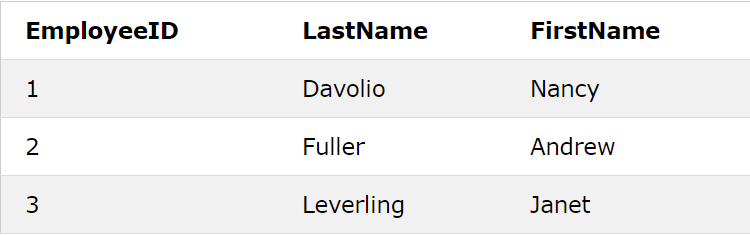 EmployeeID LastName FirstName
1 Davolio Nancy
2 Fuller Andrew
3 Leverling Janet